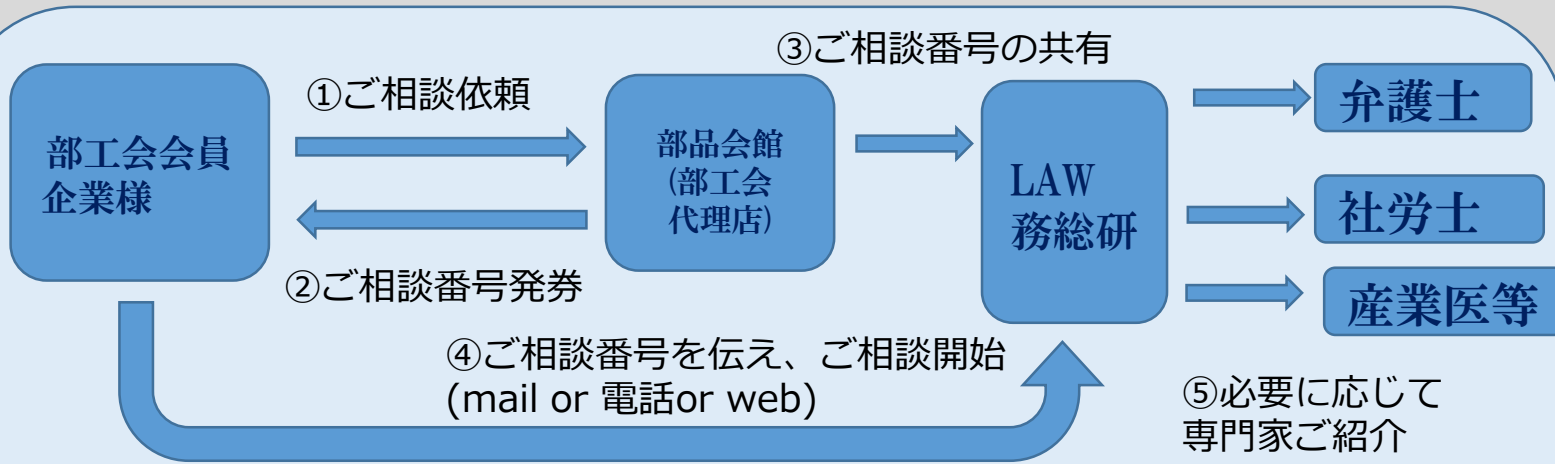 ③ご相談番号の共有
①ご相談依頼
部工会会員
企業様
部品会館
(部工会
代理店)
LAW
務総研
弁護士
社労士
産業医等
②ご相談番号発券
④ご相談番号を伝え、ご相談開始
(mail or 電話or web)
⑤必要に応じて
専門家ご紹介